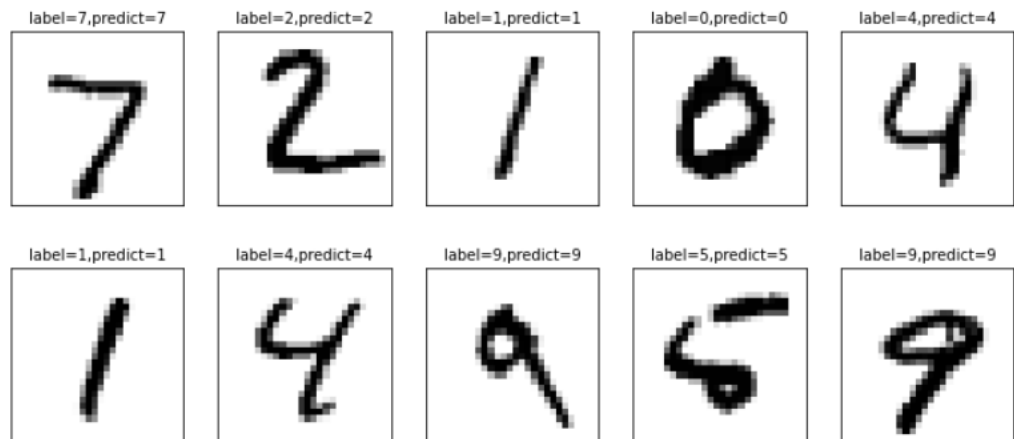 label=7,predict=7 label=2,predict=2 label=1,predict=1 label=0,predict=0 label=4,predict=4
7 2 1 0 4
label=1,predict=1 label=4,predict=4 label=9,predict=9 label=5,predict=5 label=9,predict=9
1 4 9 5 9